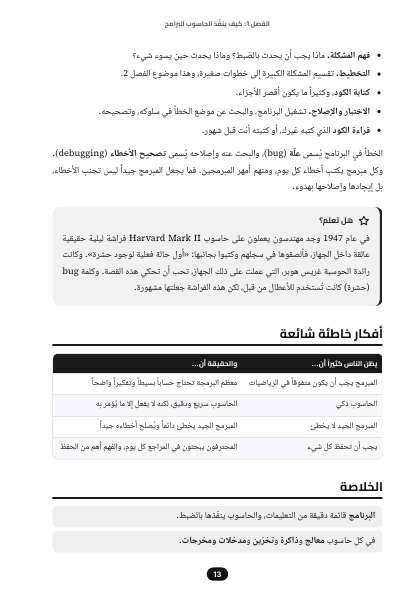 الفصل 1: كيف ينفّذ الحاسوب البرامج
• فهم المشكلة. ماذا يجب أن يحدث بالضبط؟ وماذا يحدث حين يسوء شيء؟
• التخطيط. تقسيم المشكلة الكبيرة إلى خطوات صغيرة، وهذا موضوع الفصل 2.
• كتابة الكود، وكثيراً ما يكون أقصر الأجزاء.
• الاختبار والإصلاح. تشغيل البرنامج، والبحث عن موضع الخطأ في سلوكه، وتصحيحه.
• قراءة الكود الذي كتبه غيرك، أو كتبته أنت قبل شهور.
الخطأ في البرنامج يُسمى علّة (bug)، والبحث عنه وإصلاحه يُسمى تصحيح الأخطاء (debugging).
وكل مبرمج يكتب أخطاء كل يوم، ومنهم أمهر المبرمجين. فما يجعل المبرمج جيداً ليس تجنب الأخطاء،
بل إيجادها وإصلاحها بهدوء.
هل تعلم؟
في عام 1947 وجد مهندسون يعملون على حاسوب Harvard Mark II فراشة ليلية حقيقية
عالقة داخل الجهاز، فألصقوها في سجلهم وكتبوا بجانبها: «أول حالة فعلية لوجود حشرة». وكانت
رائدة الحوسبة غريس هوبر، التي عملت على ذلك الجهاز، تحب أن تحكي هذه القصة. وكلمة bug
(حشرة) كانت تُستخدم للأعطال من قبل، لكن هذه الفراشة جعلتها مشهورة.
أفكار خاطئة شائعة
يظن الناس كثيراً أن... والحقيقة أن...
المبرمج يجب أن يكون متفوقاً في الرياضيات معظم البرمجة تحتاج حساباً بسيطاً وتفكيراً واضحاً
الحاسوب ذكي الحاسوب سريع ودقيق، لكنه لا يفعل إلا ما يُؤمر به
المبرمج الجيد لا يخطئ المبرمج الجيد يخطئ دائماً ويُصلح أخطاءه جيداً
يجب أن تحفظ كل شيء المحترفون يبحثون في المراجع كل يوم، والفهم أهم من الحفظ
الخلاصة
البرنامج قائمة دقيقة من التعليمات، والحاسوب ينفّذها بالضبط.
في كل حاسوب معالج وذاكرة وتخزين ومدخلات ومخرجات.
13